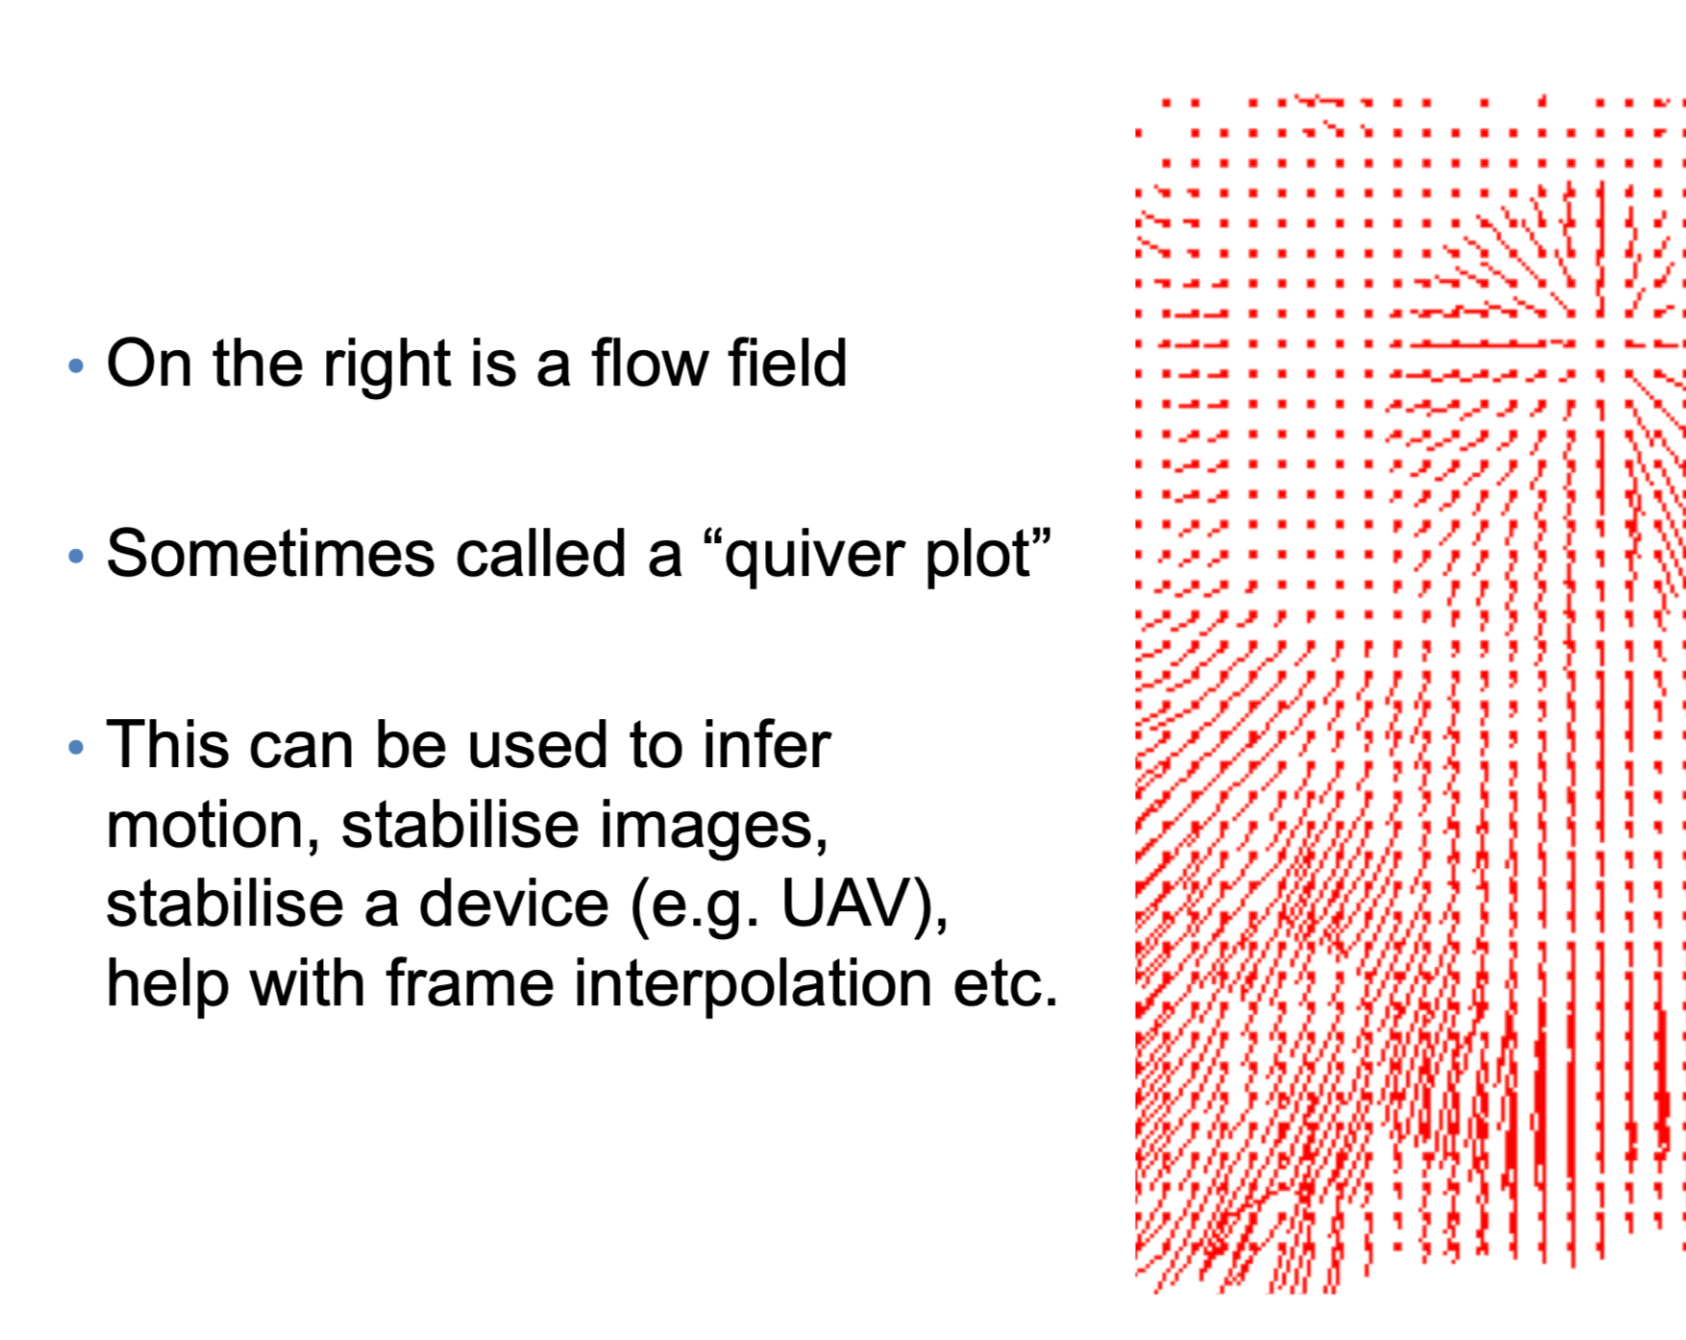 • On the right is a flow field
• Sometimes called a “quiver plot”
• This can be used to infer
motion, stabilise images,
stabilise a device (e.g. UAV),
help with frame interpolation etc.